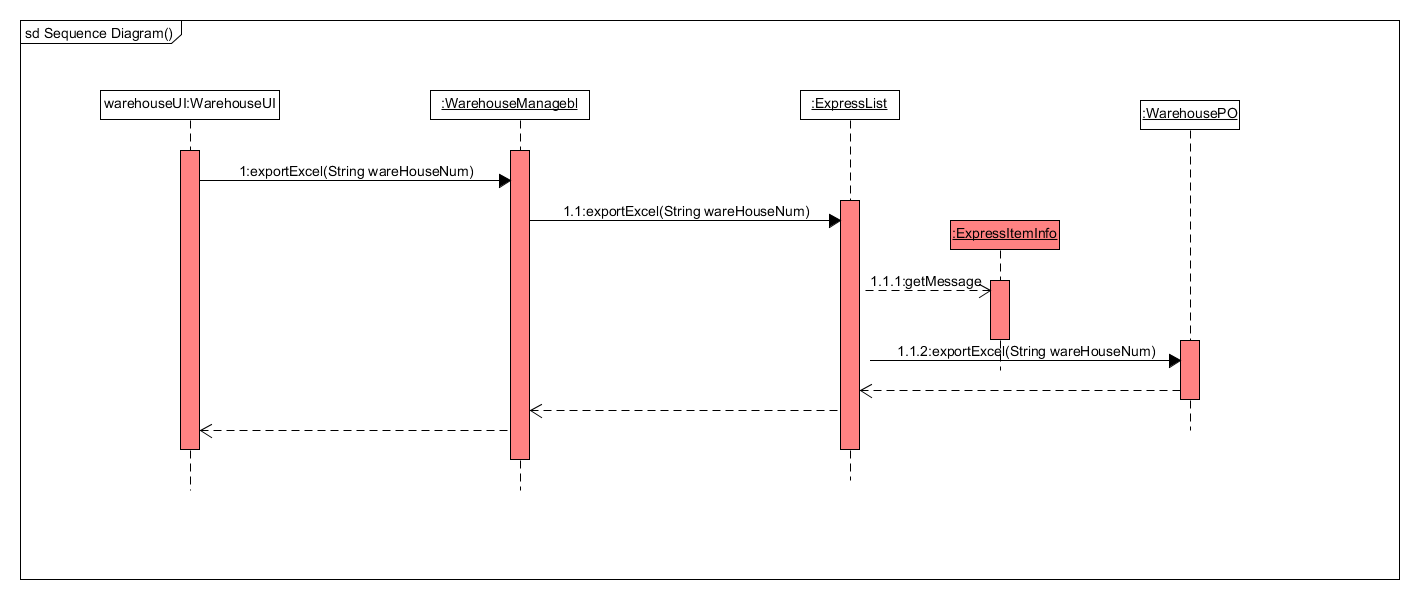 sd Sequence Diagram()
warehouseUI:WarehouseUI
:WarehouseManagebl
:ExpressList
:WarehousePO
1:exportExcel(String wareHouseNum)
1.1:exportExcel(String wareHouseNum)
:ExpressItemInfo
1.1.1:getMessage
1.1.2:exportExcel(String wareHouseNum)